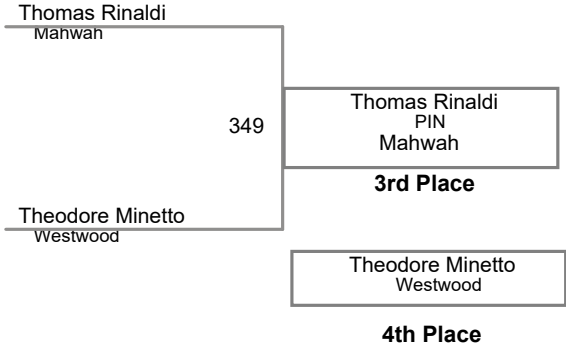 Thomas Rinaldi
Mahwah
349
Thomas Rinaldi
PIN
Mahwah
3rd Place
Theodore Minetto
Westwood
Theodore Minetto
Westwood
4th Place